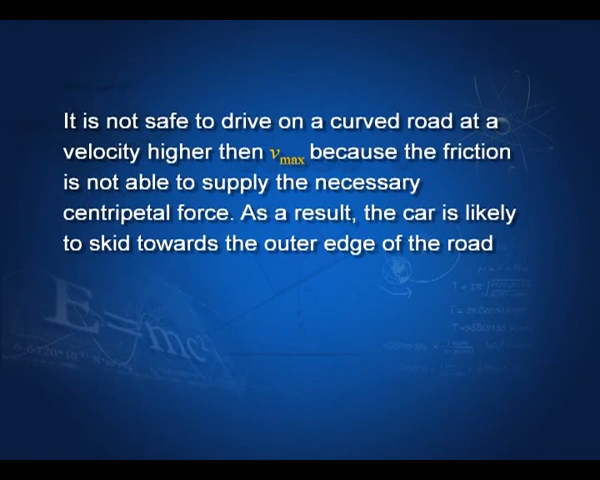 It is not safe to drive on a curved road at a
velocity higher then vmax because the friction
is not able to supply the necessary
centripetal force. As a result, the car is likely
to skid towards the outer edge of the road
E=mc²